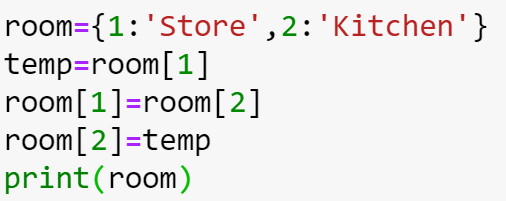 room={1:'Store',2:'Kitchen'}
temp=room[1]
room[1]=room[2]
room[2]=temp
print(room)